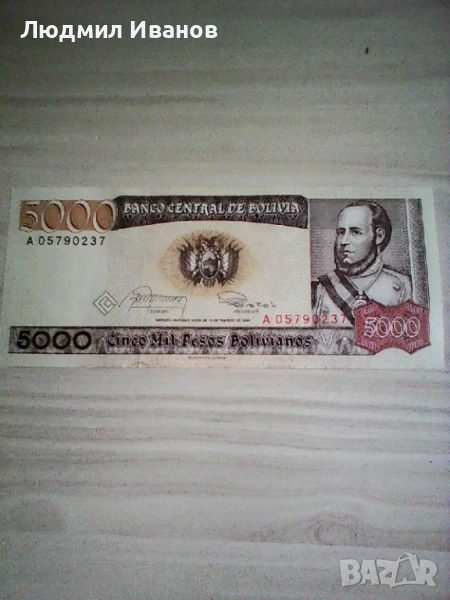 Людмил Иванов
5000 BANCO CENTRAL DE BOLIVIA
A 05790237
A 05790237
5000 Cinco Mil Pesos Bolivianos 5000
BAZAR